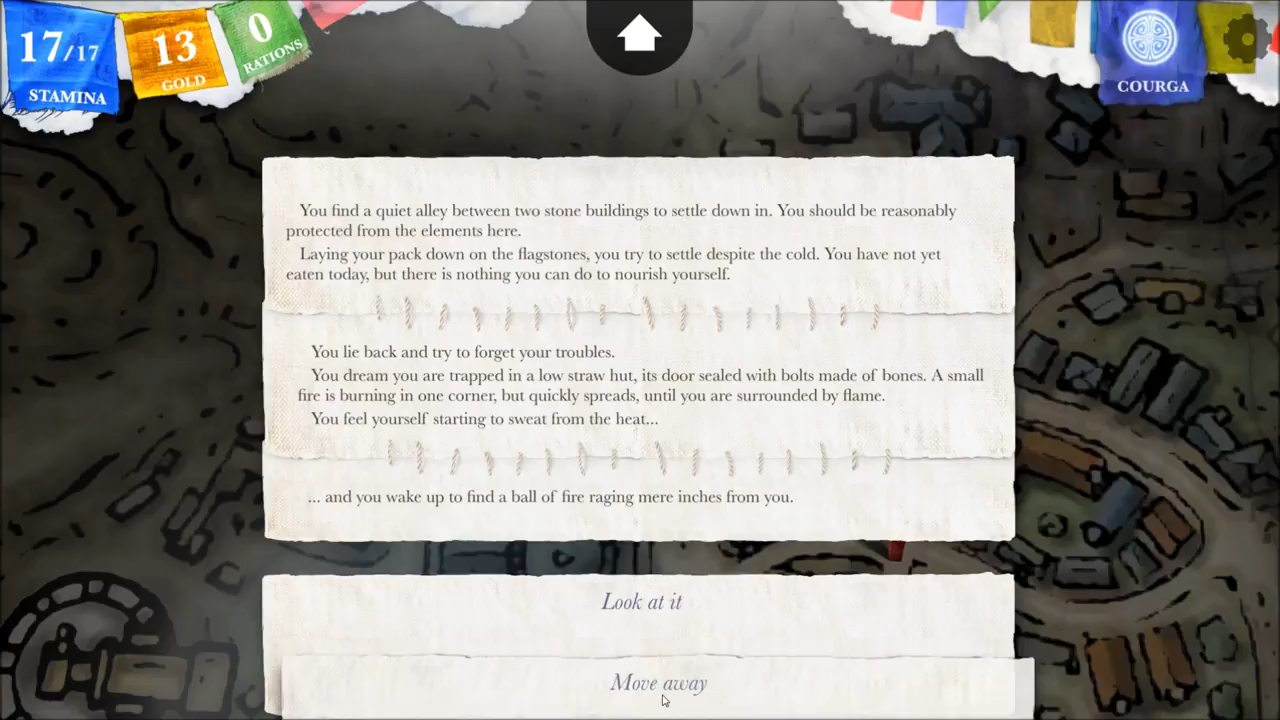 17/17
STAMINA
13
GOLD
0
RATIONS
COURGA
You find a quiet alley between two stone buildings to settle down in. You should be reasonably
protected from the elements here.
Laying your pack down on the flagstones, you try to settle despite the cold. You have not yet
eaten today, but there is nothing you can do to nourish yourself.
You lie back and try to forget your troubles.
You dream you are trapped in a low straw hut, its door sealed with bolts made of bones. A small
fire is burning in one corner, but quickly spreads, until you are surrounded by flame.
You feel yourself starting to sweat from the heat...
... and you wake up to find a ball of fire raging mere inches from you.
Look at it
Move away